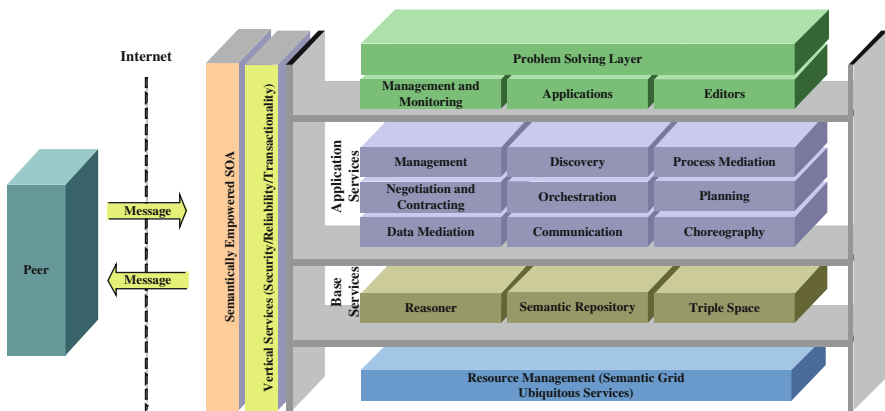 Internet
Peer
Message
Message
Semantically Empowered SOA
Vertical Services (Security/Reliability/Transactionality)
Problem Solving Layer
Management and
Monitoring
Applications
Editors
Application
Services
Management
Discovery
Process Mediation
Negotiation and
Contracting
Orchestration
Planning
Data Mediation
Communication
Choreography
Base
Services
Reasoner
Semantic Repository
Triple Space
Resource Management (Semantic Grid
Ubiquitous Services)